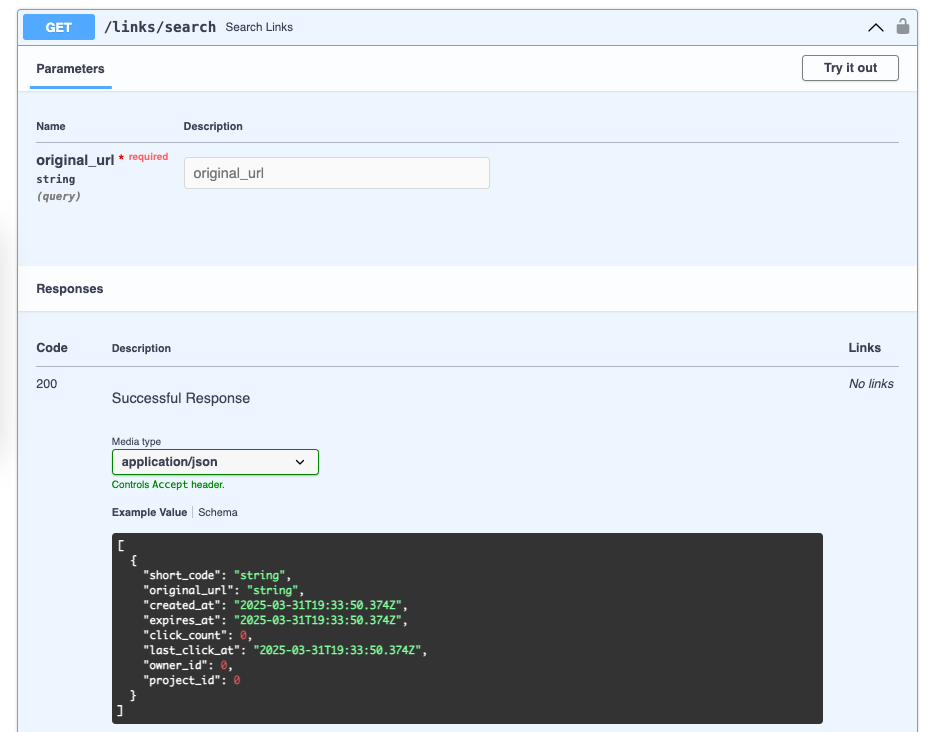 GET /links/search Search Links
Parameters Try it out
Name Description
original_url * required original_url
string
(query)
Responses
Code Description Links
200 No links
Successful Response
Media type
application/json
Controls Accept header.
Example Value Schema
[
  {
    "short_code": "string",
    "original_url": "string",
    "created_at": "2025-03-31T19:33:50.374Z",
    "expires_at": "2025-03-31T19:33:50.374Z",
    "click_count": 0,
    "last_click_at": "2025-03-31T19:33:50.374Z",
    "owner_id": 0,
    "project_id": 0
  }
]